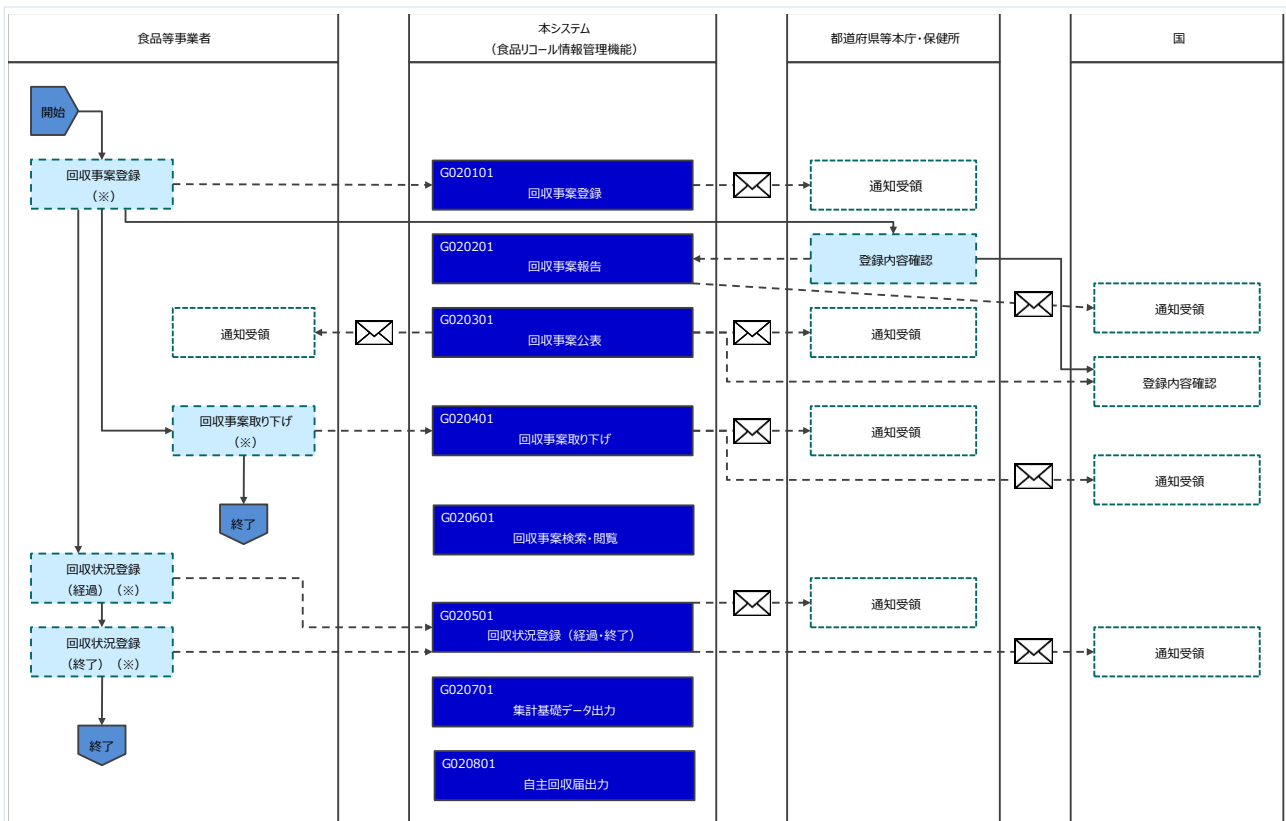 食品等事業者
本システム
（食品リコール情報管理機能）
都道府県等本庁・保健所
国
開始
回収事案登録
（※）
G020101
回収事案登録
通知受領
G020201
回収事案報告
登録内容確認
通知受領
通知受領
G020301
回収事案公表
通知受領
登録内容確認
回収事案取り下げ
（※）
G020401
回収事案取り下げ
通知受領
通知受領
終了
G020601
回収事案検索・閲覧
回収状況登録
（経過）（※）
通知受領
G020501
回収状況登録（経過・終了）
回収状況登録
（終了）（※）
通知受領
G020701
集計基礎データ出力
終了
G020801
自主回収届出力